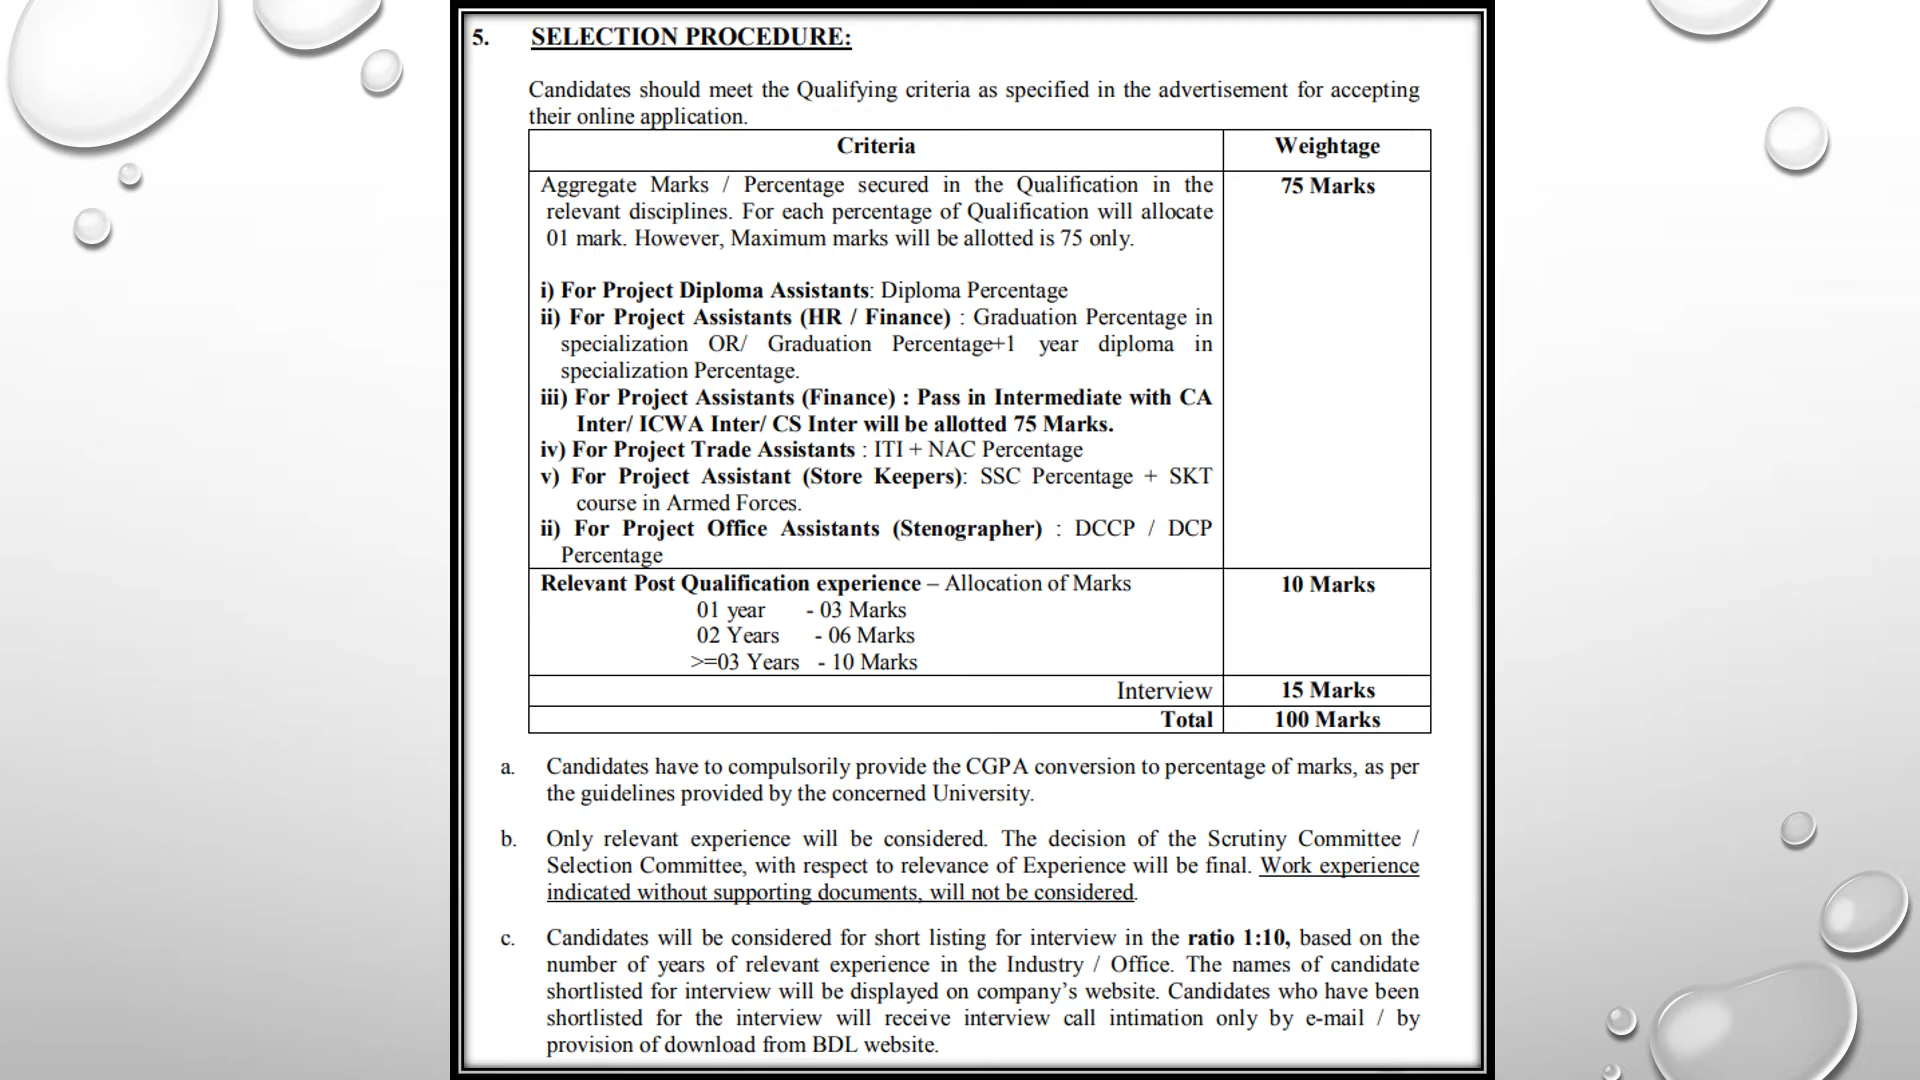 5. SELECTION PROCEDURE:
Candidates should meet the Qualifying criteria as specified in the advertisement for accepting
their online application.
Criteria Weightage
Aggregate Marks / Percentage secured in the Qualification in the 75 Marks
relevant disciplines. For each percentage of Qualification will allocate
01 mark. However, Maximum marks will be allotted is 75 only.
i) For Project Diploma Assistants: Diploma Percentage
ii) For Project Assistants (HR / Finance) : Graduation Percentage in
specialization OR/ Graduation Percentage+1 year diploma in
specialization Percentage.
iii) For Project Assistants (Finance) : Pass in Intermediate with CA
Inter/ ICWA Inter/ CS Inter will be allotted 75 Marks.
iv) For Project Trade Assistants : ITI + NAC Percentage
v) For Project Assistant (Store Keepers): SSC Percentage + SKT
course in Armed Forces.
ii) For Project Office Assistants (Stenographer) : DCCP / DCP
Percentage
Relevant Post Qualification experience – Allocation of Marks 10 Marks
01 year - 03 Marks
02 Years - 06 Marks
>=03 Years - 10 Marks
Interview 15 Marks
Total 100 Marks
a. Candidates have to compulsorily provide the CGPA conversion to percentage of marks, as per
the guidelines provided by the concerned University.
b. Only relevant experience will be considered. The decision of the Scrutiny Committee /
Selection Committee, with respect to relevance of Experience will be final. Work experience
indicated without supporting documents, will not be considered.
c. Candidates will be considered for short listing for interview in the ratio 1:10, based on the
number of years of relevant experience in the Industry / Office. The names of candidate
shortlisted for interview will be displayed on company's website. Candidates who have been
shortlisted for the interview will receive interview call intimation only by e-mail / by
provision of download from BDL website.